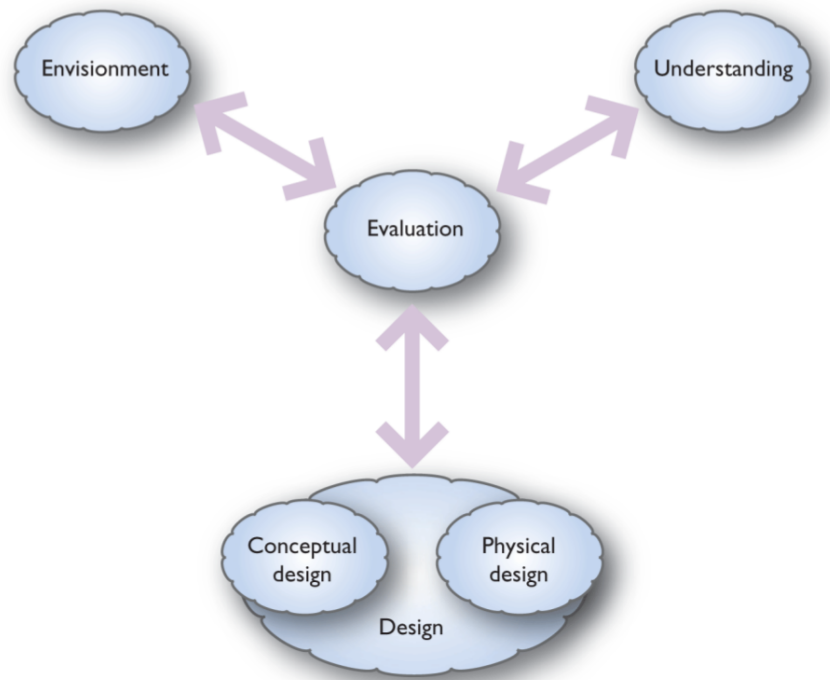 Envisionment
Understanding
Evaluation
Conceptual
design
Physical
design
Design